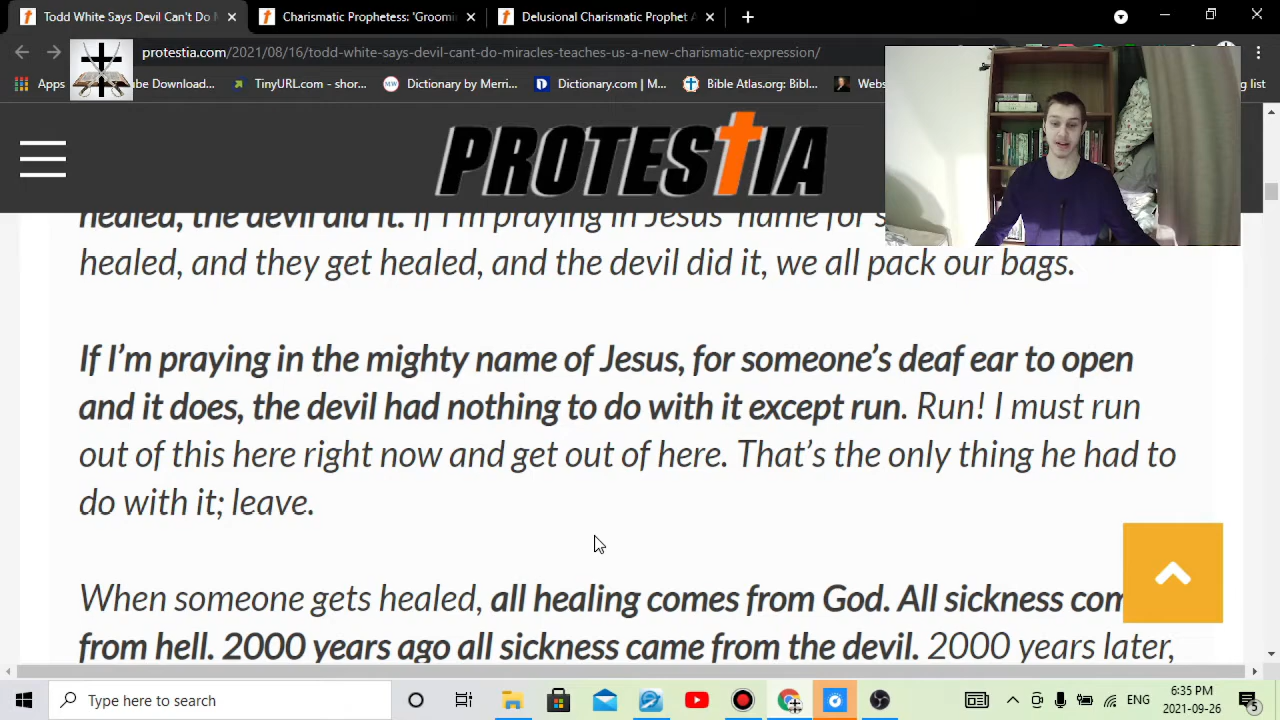 Todd White Says Devil Can't Do
Charismatic Prophetess: 'Groomin
Delusional Charismatic Prophet A
protestia.com/2021/08/16/todd-white-says-devil-cant-do-miracles-teaches-us-a-new-charismatic-expression/
Apps
be Download...
TinyURL.com - shor...
Dictionary by Merri...
Dictionary.com | M...
Bible Atlas.org: Bibl...
Webs
ng list
PROTESTIA
healed, the devil did it. If I'm praying in Jesus' name for s
healed, and they get healed, and the devil did it, we all pack our bags.
If I'm praying in the mighty name of Jesus, for someone's deaf ear to open
and it does, the devil had nothing to do with it except run. Run! I must run
out of this here right now and get out of here. That's the only thing he had to
do with it; leave.
When someone gets healed, all healing comes from God. All sickness com
from hell. 2000 years ago all sickness came from the devil. 2000 years later,
Type here to search
ENG
6:35 PM
2021-09-26
5